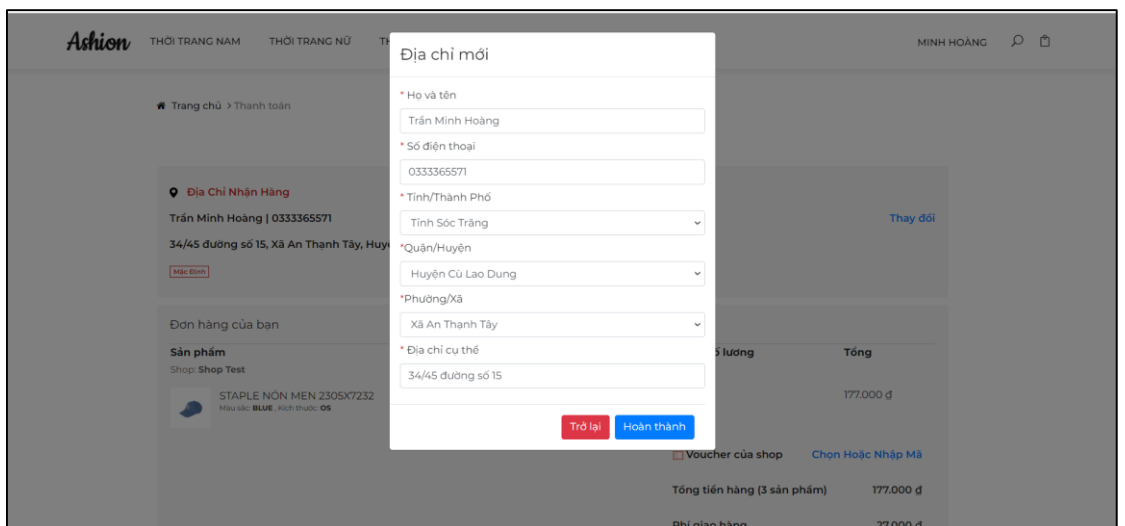 Ashion THỜI TRANG NAM THỜI TRANG NỮ MINH HOÀNG
Trang chủ > Thanh toán
Địa Chỉ Nhận Hàng
Trần Minh Hoàng | 0333365571 Thay đổi
34/45 đường số 15, Xã An Thạnh Tây,
Mặc Định
Đơn hàng của bạn
Sản phẩm Tổng
Shop: Shop Test
STAPLE NÓN MEN 2305X7232 177.000 ₫
Màu sắc: BLUE , Kích thước: OS
Voucher của shop Chọn Hoặc Nhập Mã
Tổng tiền hàng (3 sản phẩm) 177.000 ₫
Phí giao hàng 27.000 ₫
Địa chỉ mới
* Họ và tên
Trần Minh Hoàng
* Số điện thoại
0333365571
* Tỉnh/Thành Phố
Tỉnh Sóc Trăng
*Quận/Huyện
Huyện Cù Lao Dung
*Phường/Xã
Xã An Thạnh Tây
* Địa chỉ cụ thể
34/45 đường số 15
Trở lại Hoàn thành